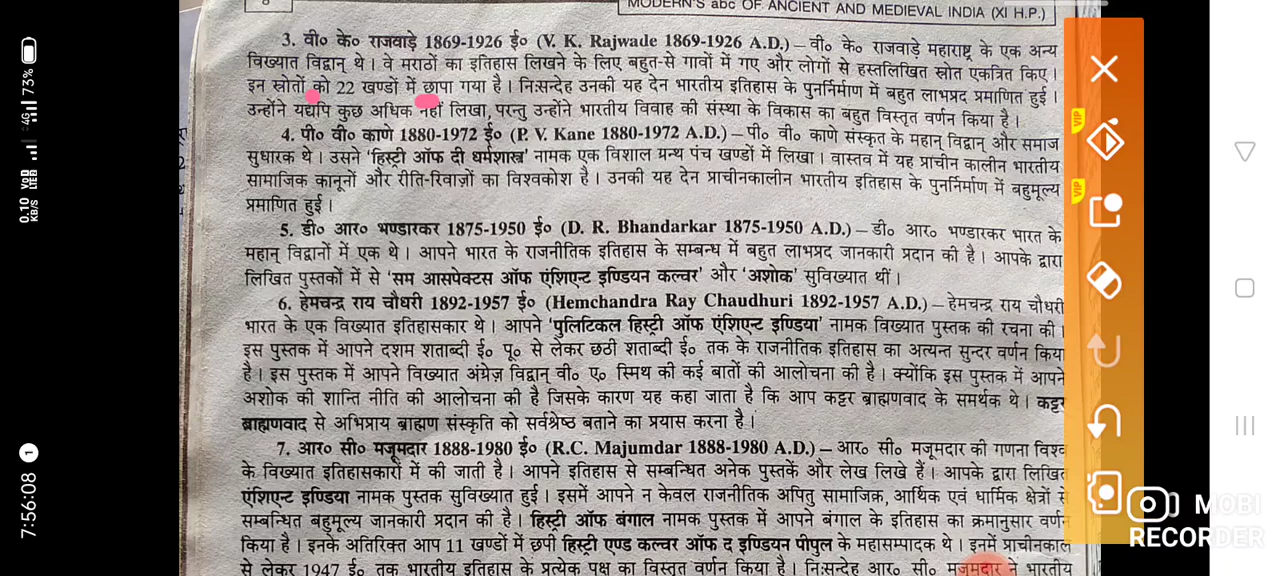 MODERN'S abc OF ANCIENT AND MEDIEVAL INDIA (XI H.P.)
3. वी० के० राजवाड़े 1869-1926 ई० (V. K. Rajwade 1869-1926 A.D.) – वी० के० राजवाड़े महाराष्ट्र के एक अन्य
विख्यात विद्वान् थे। वे मराठों का इतिहास लिखने के लिए बहुत-से गावों में गए और लोगों से हस्तलिखित स्रोत एकत्रित किए।
इन स्रोतों को 22 खण्डों में छापा गया है। निःसन्देह उनकी यह देन भारतीय इतिहास के पुनर्निर्माण में बहुत लाभप्रद प्रमाणित हुई।
उन्होंने यद्यपि कुछ अधिक नहीं लिखा, परन्तु उन्होंने भारतीय विवाह की संस्था के विकास का बहुत विस्तृत वर्णन किया है।
4. पी० वी० काणे 1880-1972 ई० (P. V. Kane 1880-1972 A.D.) – पी० वी० काणे संस्कृत के महान् विद्वान् और समाज
सुधारक थे। उसने 'हिस्ट्री ऑफ दी धर्मशास्त्र' नामक एक विशाल ग्रन्थ पंच खण्डों में लिखा। वास्तव में यह प्राचीन कालीन भारतीय
सामाजिक कानूनों और रीति-रिवाज़ों का विश्वकोश है। उनकी यह देन प्राचीनकालीन भारतीय इतिहास के पुनर्निर्माण में बहुमूल्य
प्रमाणित हुई।
5. डी० आर० भण्डारकर 1875-1950 ई० (D. R. Bhandarkar 1875-1950 A.D.) – डी० आर० भण्डारकर भारत के
महान् विद्वानों में एक थे। आपने भारत के राजनीतिक इतिहास के सम्बन्ध में बहुत लाभप्रद जानकारी प्रदान की है। आपके द्वारा
लिखित पुस्तकों में से 'सम आसपेक्टस ऑफ एंशिएन्ट इण्डियन कल्चर' और 'अशोक' सुविख्यात थीं।
6. हेमचन्द्र राय चौधरी 1892-1957 ई० (Hemchandra Ray Chaudhuri 1892-1957 A.D.) – हेमचन्द्र राय चौधरी
भारत के एक विख्यात इतिहासकार थे। आपने 'पुलिटिकल हिस्ट्री ऑफ एंशिएन्ट इण्डिया' नामक विख्यात पुस्तक की रचना की।
इस पुस्तक में आपने दशम शताब्दी ई० पू० से लेकर छठी शताब्दी ई० तक के राजनीतिक इतिहास का अत्यन्त सुन्दर वर्णन किया
है। इस पुस्तक में आपने विख्यात अंग्रेज़ विद्वान् वी० ए० स्मिथ की कई बातों की आलोचना की है। क्योंकि इस पुस्तक में आपने
अशोक की शान्ति नीति की आलोचना की है जिसके कारण यह कहा जाता है कि आप कट्टर ब्राह्मणवाद के समर्थक थे। कट्टर
ब्राह्मणवाद से अभिप्राय ब्राह्मण संस्कृति को सर्वश्रेष्ठ बताने का प्रयास करना है।
7. आर० सी० मजूमदार 1888-1980 ई० (R.C. Majumdar 1888-1980 A.D.) – आर० सी० मजूमदार की गणना विश्व
के विख्यात इतिहासकारों में की जाती है। आपने इतिहास से सम्बन्धित अनेक पुस्तकें और लेख लिखे हैं। आपके द्वारा लिखित
एंशिएन्ट इण्डिया नामक पुस्तक सुविख्यात हुई। इसमें आपने न केवल राजनीतिक अपितु सामाजिक, आर्थिक एवं धार्मिक क्षेत्रों से
सम्बन्धित बहुमूल्य जानकारी प्रदान की है। हिस्ट्री ऑफ बंगाल नामक पुस्तक में आपने बंगाल के इतिहास का क्रमानुसार वर्णन
किया है। इनके अतिरिक्त आप 11 खण्डों में छपी हिस्ट्री एण्ड कल्चर ऑफ द इण्डियन पीपुल के महासम्पादक थे। इनमें प्राचीनकाल
से लेकर 1947 ई० तक भारतीय इतिहास के प्रत्येक पक्ष का विस्तृत वर्णन किया है। निःसन्देह आर० सी० मजूमदार ने भारतीय
VIP
VIP
MOBI
RECORDER
73%
4G
VoD
LTE
0.10
KB/S
7:56:08
1